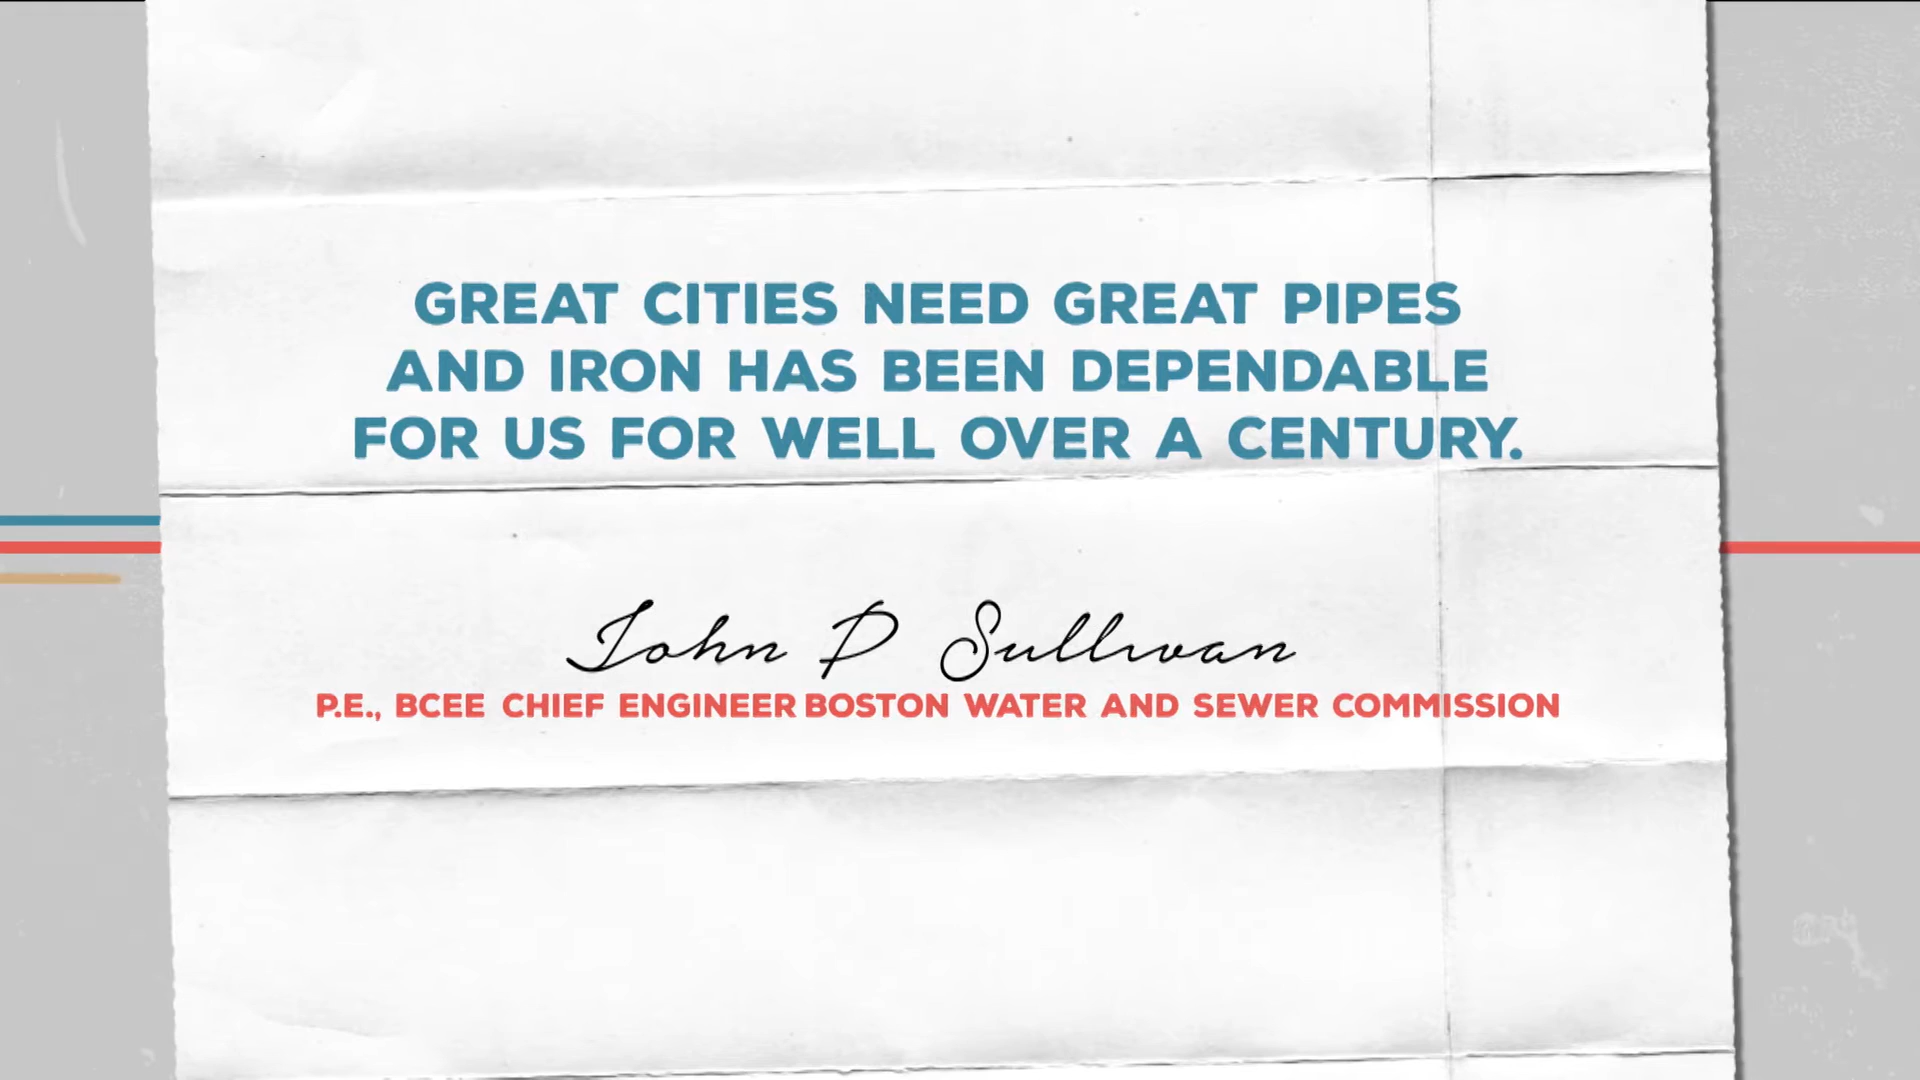 GREAT CITIES NEED GREAT PIPES
AND IRON HAS BEEN DEPENDABLE
FOR US FOR WELL OVER A CENTURY.
John P Sullivan
P.E., BCEE CHIEF ENGINEER BOSTON WATER AND SEWER COMMISSION